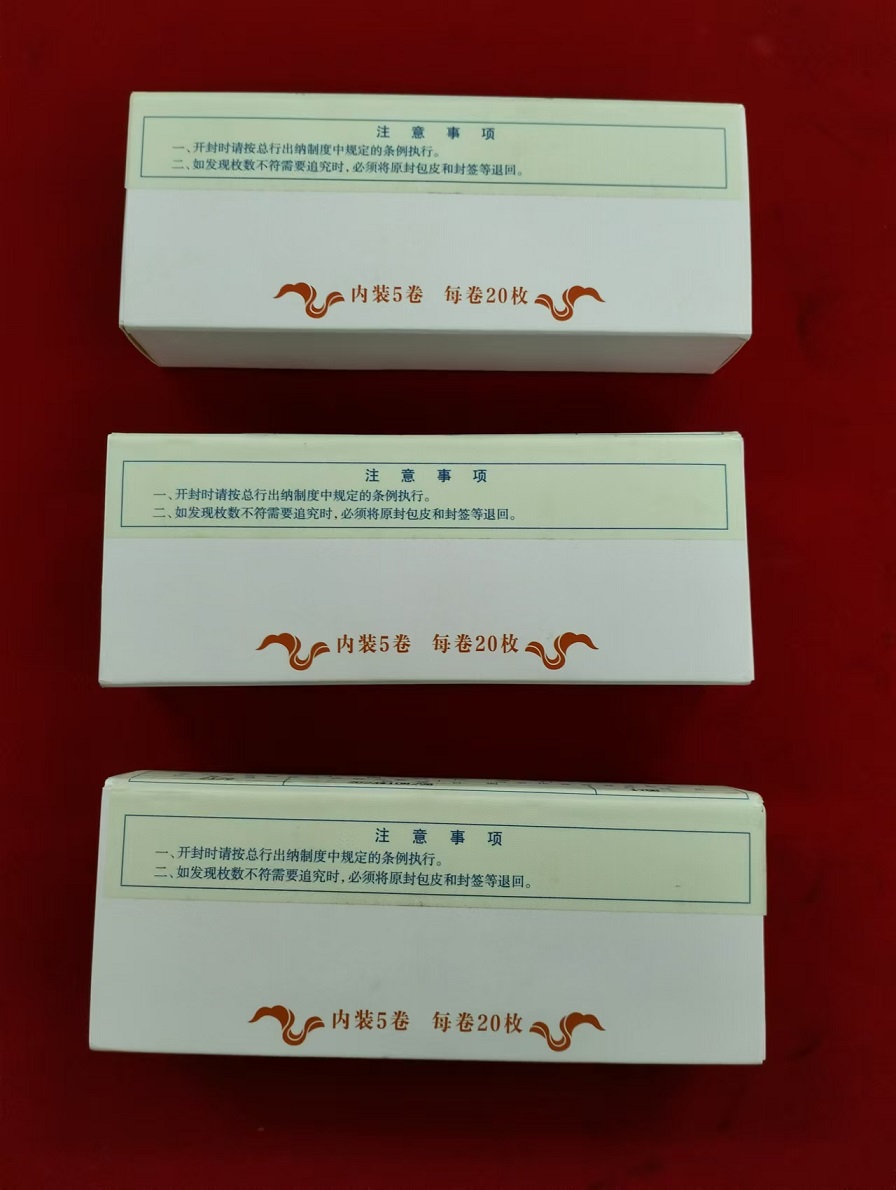 注意事项
一、开封时请按总行出纳制度中规定的条例执行。
二、如发现枚数不符需要追究时,必须将原封包皮和封签等退回。
内装5卷 每卷20枚
注意事项
一、开封时请按总行出纳制度中规定的条例执行。
二、如发现枚数不符需要追究时,必须将原封包皮和封签等退回。
内装5卷 每卷20枚
注意事项
一、开封时请按总行出纳制度中规定的条例执行。
二、如发现枚数不符需要追究时,必须将原封包皮和封签等退回。
内装5卷 每卷20枚